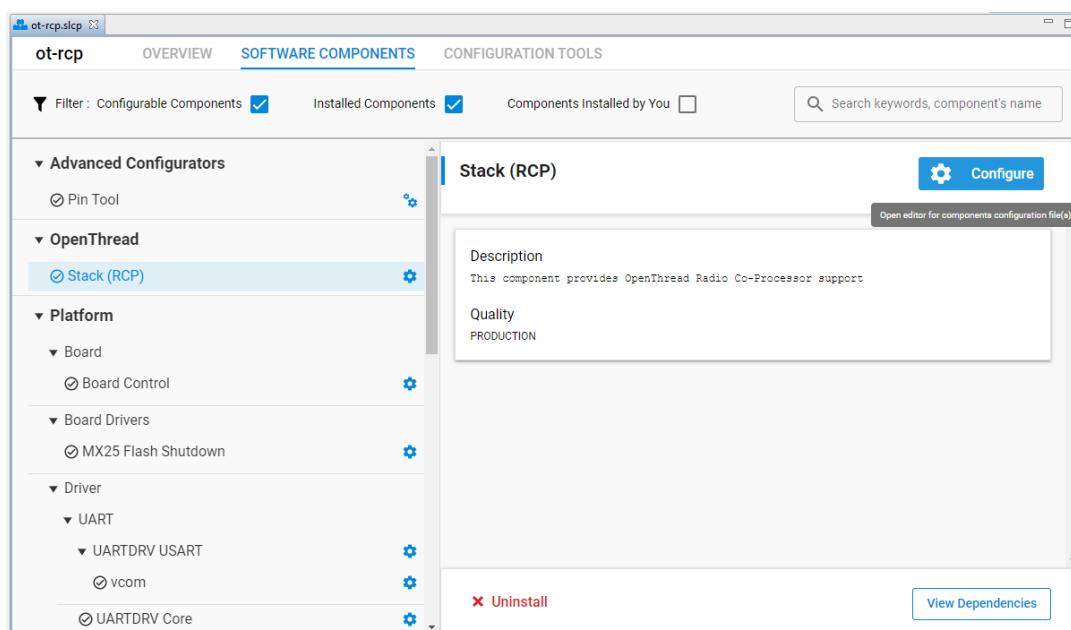 ot-rcp.slcp
ot-rcp OVERVIEW SOFTWARE COMPONENTS CONFIGURATION TOOLS
Filter : Configurable Components Installed Components Components Installed by You Search keywords, component's name
Advanced Configurators
Pin Tool
OpenThread
Stack (RCP)
Platform
Board
Board Control
Board Drivers
MX25 Flash Shutdown
Driver
UART
UARTDRV USART
vcom
UARTDRV Core
Stack (RCP)
Configure
Open editor for components configuration file(s)
Description
This component provides OpenThread Radio Co-Processor support
Quality
PRODUCTION
Uninstall
View Dependencies